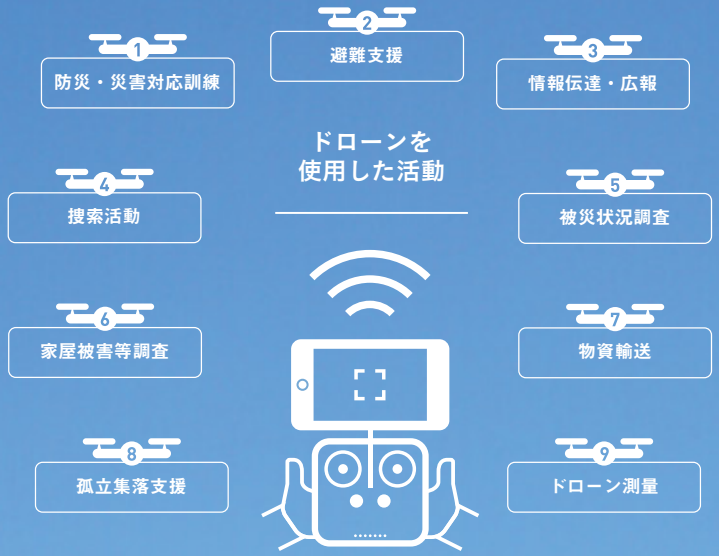 1
防災・災害対応訓練
2
避難支援
3
情報伝達・広報
ドローンを
使用した活動
4
捜索活動
5
被災状況調査
6
家屋被害等調査
7
物資輸送
8
孤立集落支援
9
ドローン測量